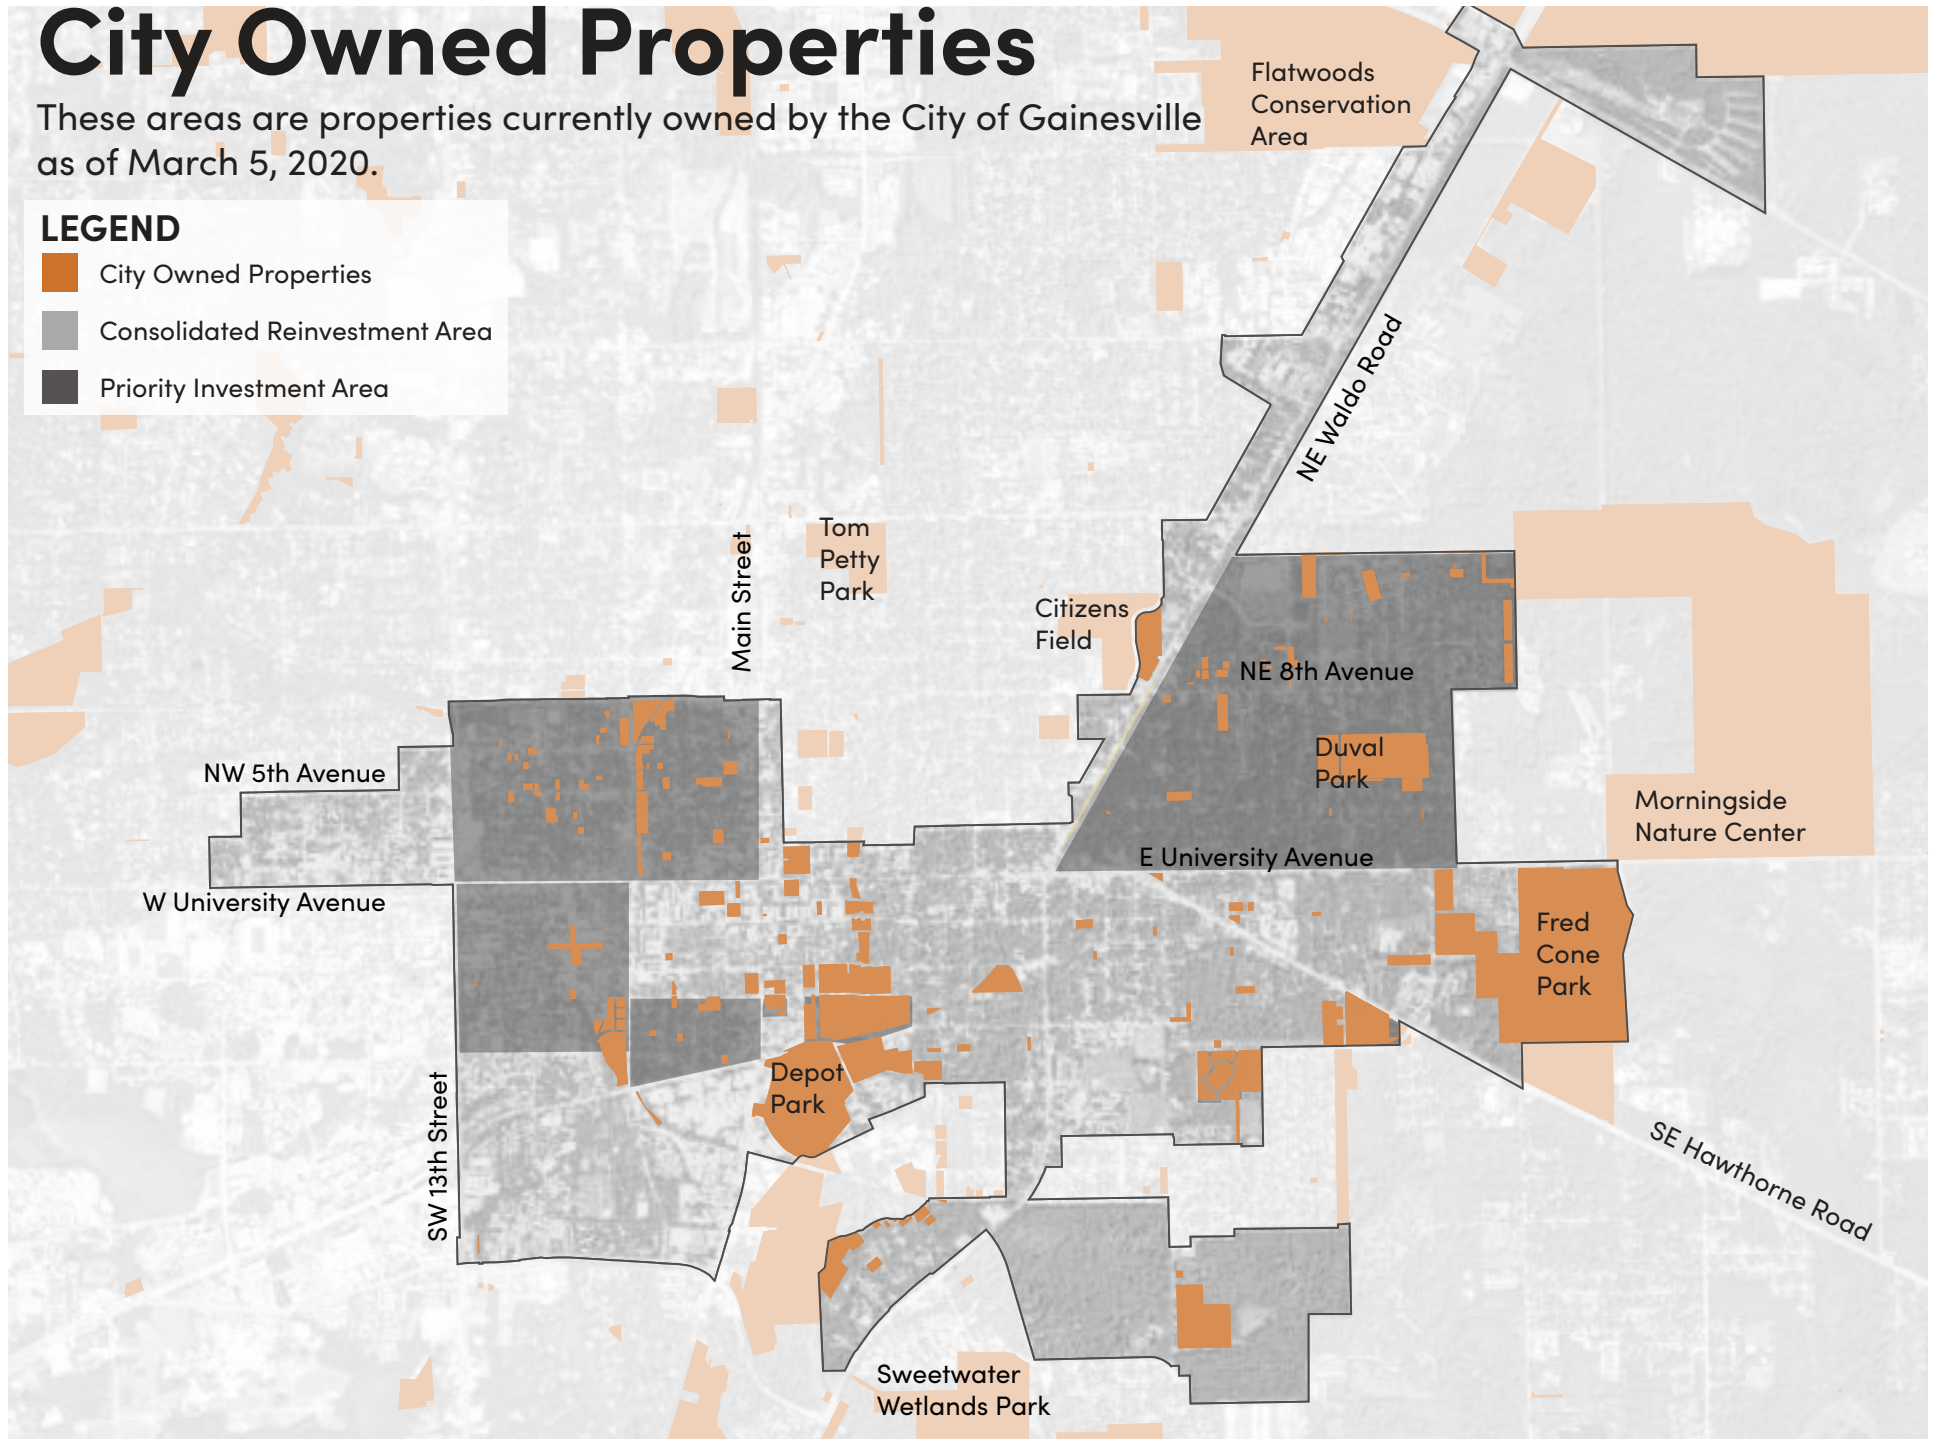 City Owned Properties
These areas are properties currently owned by the City of Gainesville
as of March 5, 2020.
LEGEND
City Owned Properties
Consolidated Reinvestment Area
Priority Investment Area
Flatwoods
Conservation
Area
NE Waldo Road
Main Street
Tom
Petty
Park
Citizens
Field
NE 8th Avenue
Duval
Park
NW 5th Avenue
Morningside
Nature Center
E University Avenue
W University Avenue
Fred
Cone
Park
Depot
Park
SW 13th Street
SE Hawthorne Road
Sweetwater
Wetlands Park